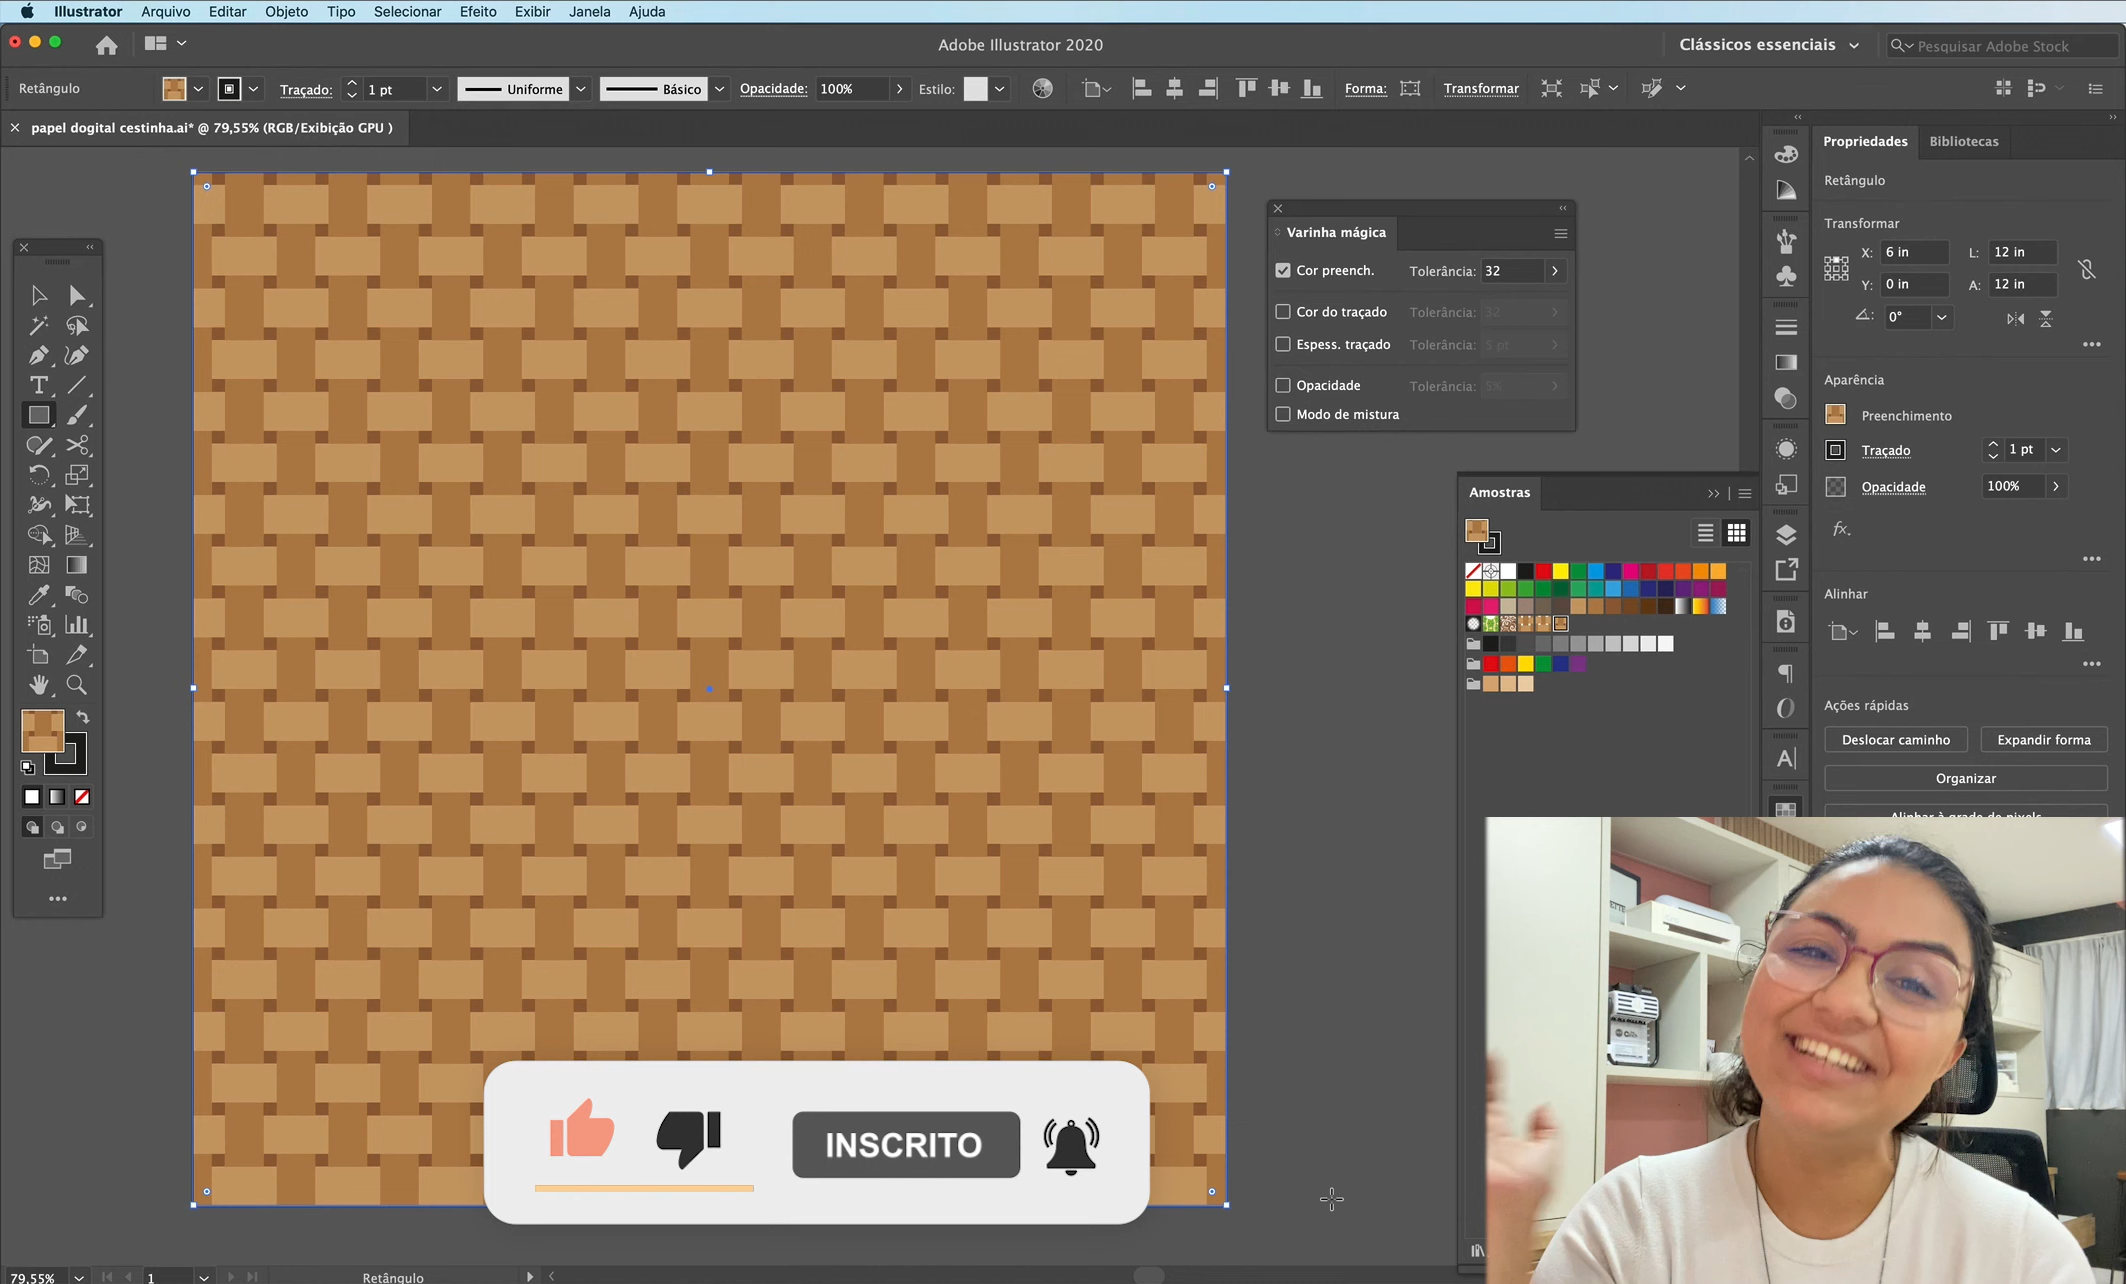 Illustrator Arquivo Editar Objeto Tipo Selecionar Efeito Exibir Janela Ajuda
Adobe Illustrator 2020
Clássicos essenciais
Pesquisar Adobe Stock
Retângulo
Traçado: 1 pt
Uniforme
Básico
Opacidade: 100%
Estilo:
Forma:
Transformar
papel dogital cestinha.ai* @ 79,55% (RGB/Exibição GPU )
Varinha mágica
Cor preench. Tolerância: 32
Cor do traçado Tolerância: 32
Espess. traçado Tolerância: 5 pt
Opacidade Tolerância: 5%
Modo de mistura
Amostras
Propriedades Bibliotecas
Retângulo
Transformar
X: 6 in L: 12 in
Y: 0 in A: 12 in
0°
Aparência
Preenchimento
Traçado 1 pt
Opacidade 100%
fx.
Alinhar
Ações rápidas
Deslocar caminho Expandir forma
Organizar
Alinhar à grade de pixels
INSCRITO
79,55% 1 Retângulo